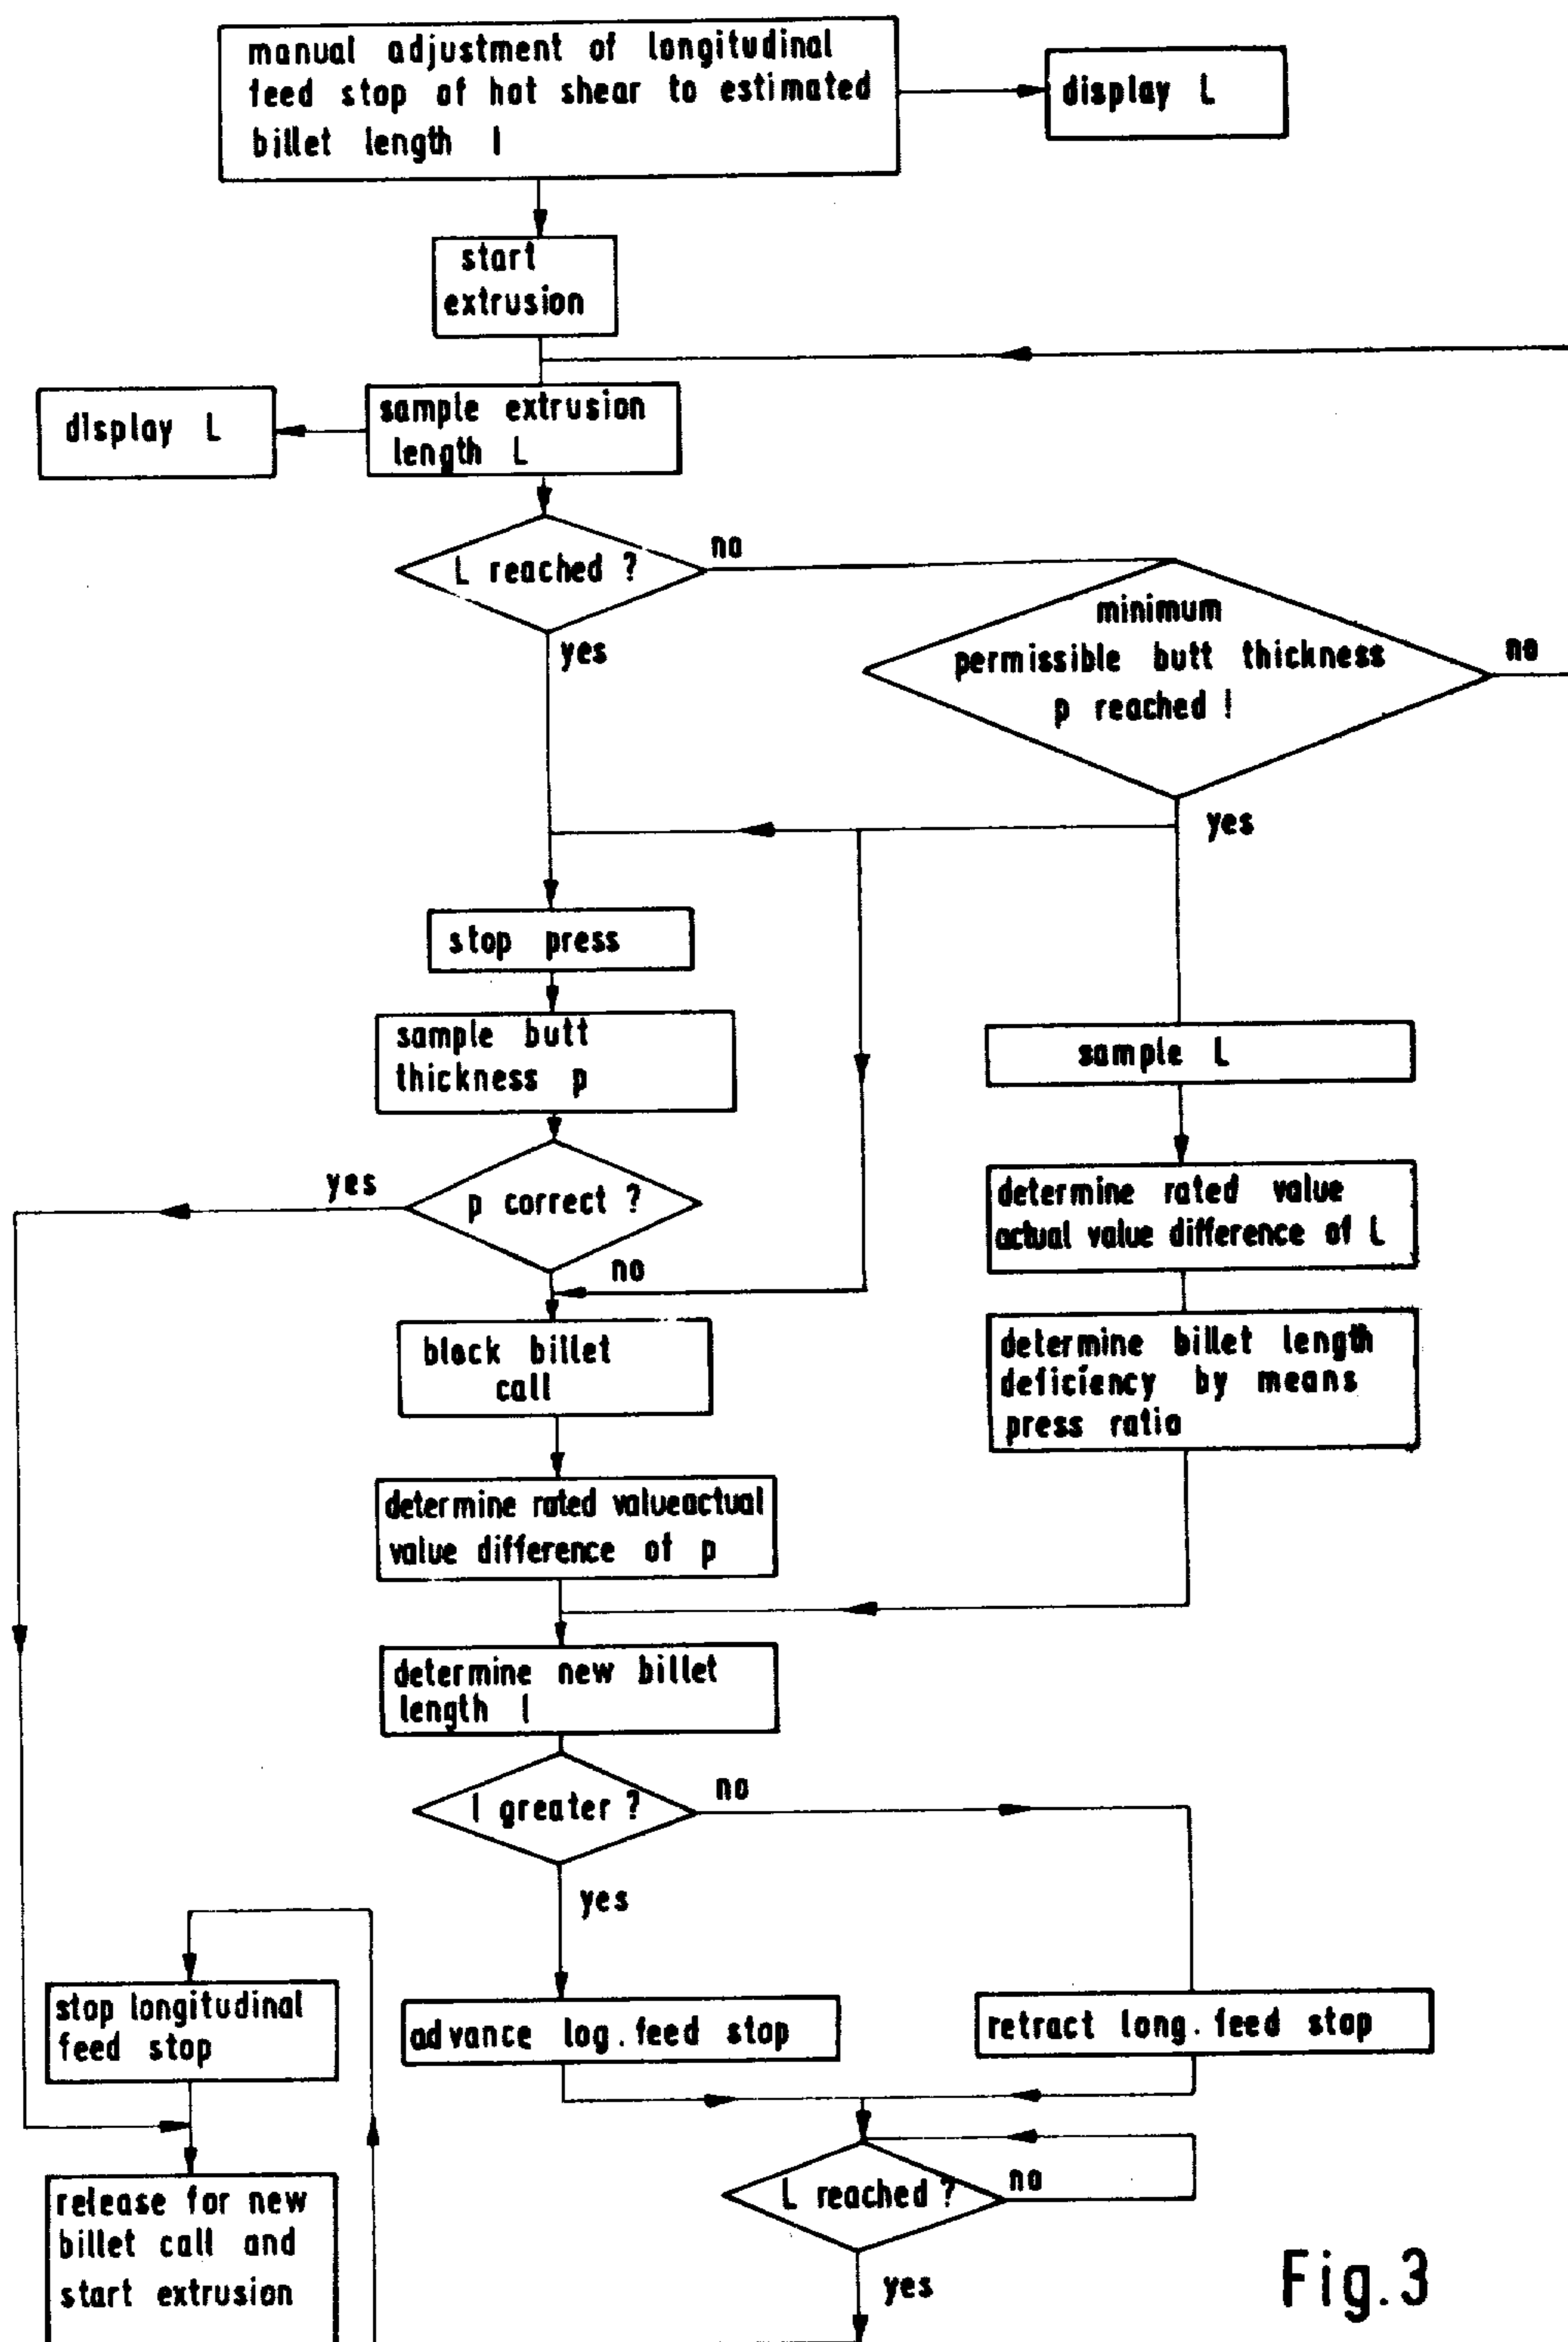 manual adjustment of longitudinal
feed stop of hot shear to estimated
billet length l
display L
start
extrusion
sample extrusion
length L
display L
L reached ?
no
yes
minimum
permissible butt thickness
p reached !
no
yes
stop press
sample butt
thickness p
sample L
p correct ?
yes
no
determine rated value
actual value difference of L
block billet
call
determine billet length
deficiency by means
press ratio
determine rated valueactual
value difference of p
determine new billet
length l
l greater ?
no
yes
stop longitudinal
feed stop
advance log. feed stop
retract long. feed stop
L reached ?
no
yes
release for new
billet call and
start extrusion
Fig. 3